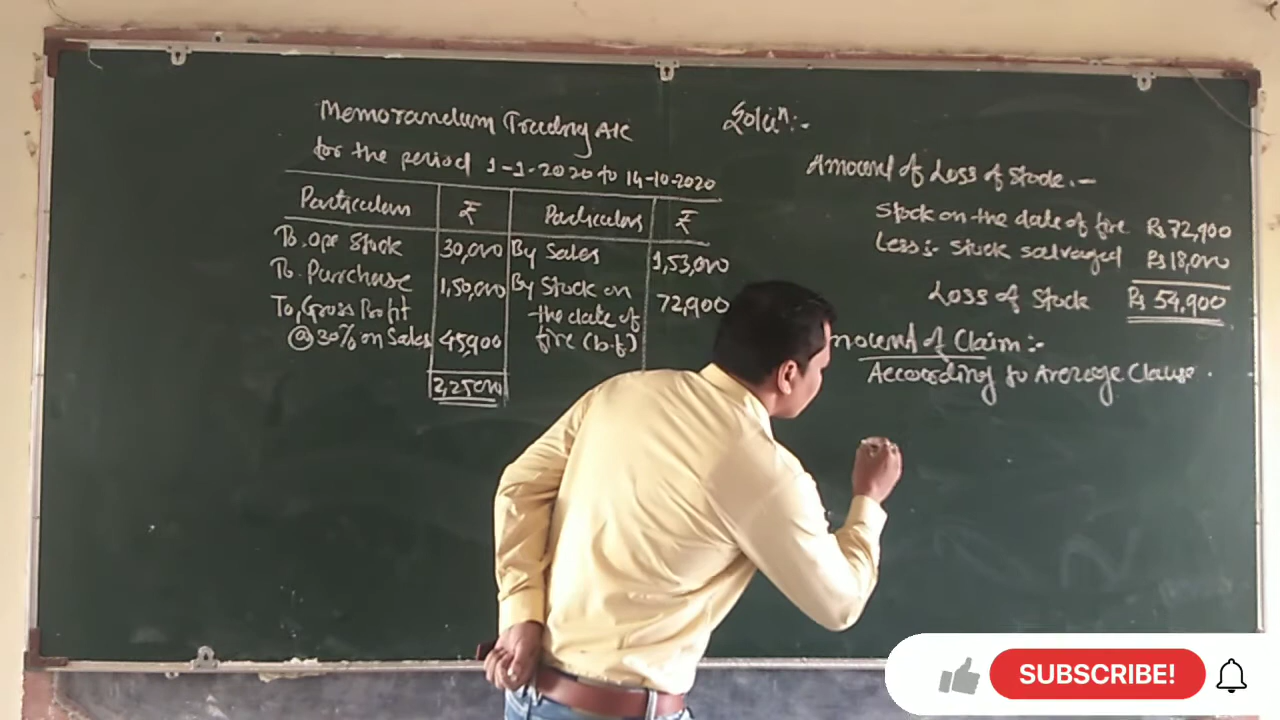 Memorandum Trading A/c
for the period 1-1-2020 to 14-10-2020
Particulars ₹ Particulars ₹
To, Ope Stock 30,000 By Sales 1,53,000
To, Purchase 1,50,000 By Stock on
the date of
fire (b.f) 72,900
To, Gross Profit
@ 30% on Sales 45,900
2,25,900
Soluⁿ:-
Amount of Loss of Stock:-
Stock on the date of fire Rs 72,900
Less:- Stock salvaged Rs 18,000
Loss of Stock Rs 54,900
mount of Claim:-
According to Average Clause.
SUBSCRIBE!